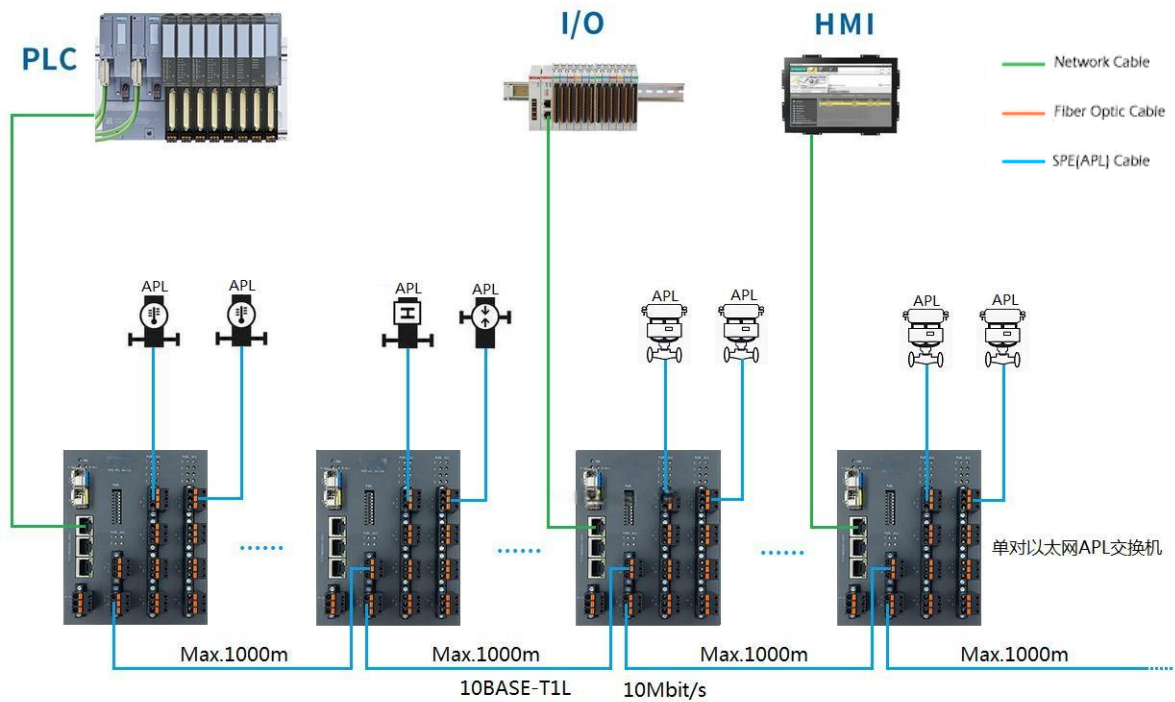 PLC
I/O
HMI
Network Cable
Fiber Optic Cable
SPE(APL) Cable
APL
APL
APL
APL
APL
APL
APL
APL
单对以太网APL交换机
Max.1000m
Max.1000m
Max.1000m
Max.1000m
10BASE-T1L
10Mbit/s